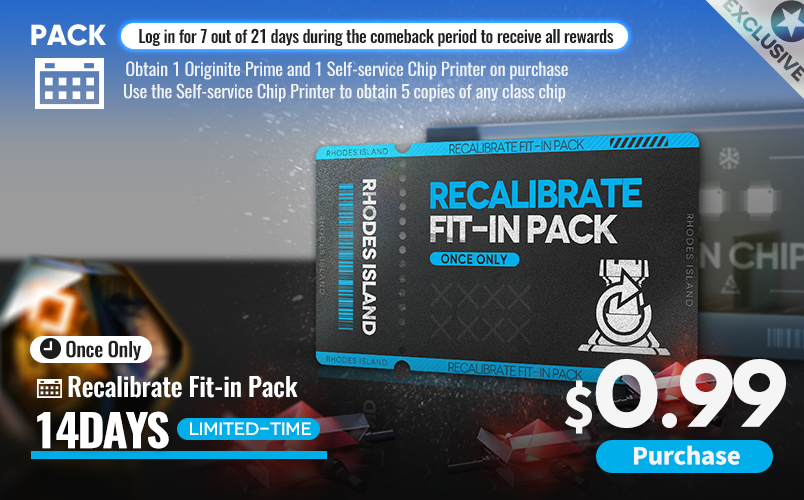 PACK
Log in for 7 out of 21 days during the comeback period to receive all rewards
EXCLUSIVE
Obtain 1 Originite Prime and 1 Self-service Chip Printer on purchase
Use the Self-service Chip Printer to obtain 5 copies of any class chip
RHODES ISLAND
RECALIBRATE FIT-IN PACK
RHODES ISLAND
RHODES ISLAND
RECALIBRATE
FIT-IN PACK
ONCE ONLY
RHODES ISLAND
N CHIP
RHODES ISLAND
RECALIBRATE FIT-IN PACK
Once Only
Recalibrate Fit-in Pack
14DAYS
LIMITED-TIME
$0.99
Purchase